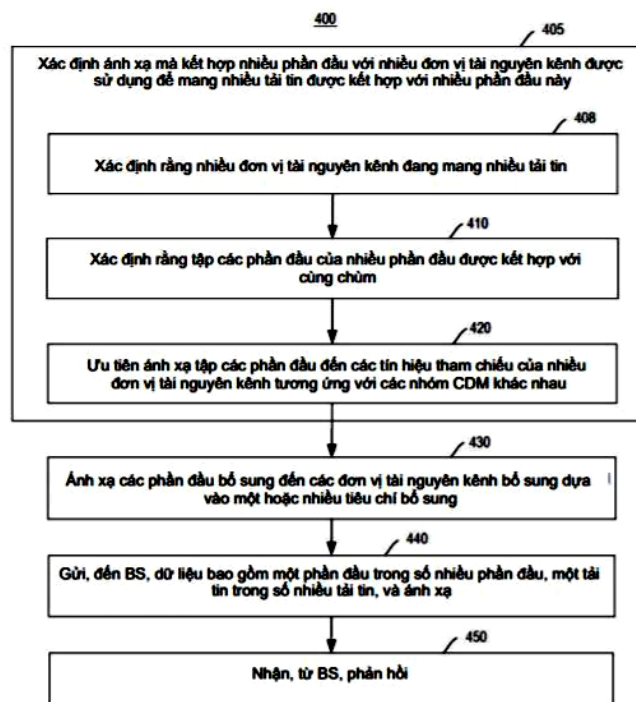 400
405
Xác định ánh xạ mà kết hợp nhiều phần đầu với nhiều đơn vị tài nguyên kênh được
sử dụng để mang nhiều tải tin được kết hợp với nhiều phần đầu này
408
Xác định rằng nhiều đơn vị tài nguyên kênh đang mang nhiều tải tin
410
Xác định rằng tập các phần đầu của nhiều phần đầu được kết hợp với
cùng chùm
420
Ưu tiên ánh xạ tập các phần đầu đến các tín hiệu tham chiếu của nhiều
đơn vị tài nguyên kênh tương ứng với các nhóm CDM khác nhau
430
Ánh xạ các phần đầu bổ sung đến các đơn vị tài nguyên kênh bổ sung dựa
vào một hoặc nhiều tiêu chí bổ sung
440
Gửi, đến BS, dữ liệu bao gồm một phần đầu trong số nhiều phần đầu, một tải
tin trong số nhiều tải tin, và ánh xạ
450
Nhận, từ BS, phản hồi